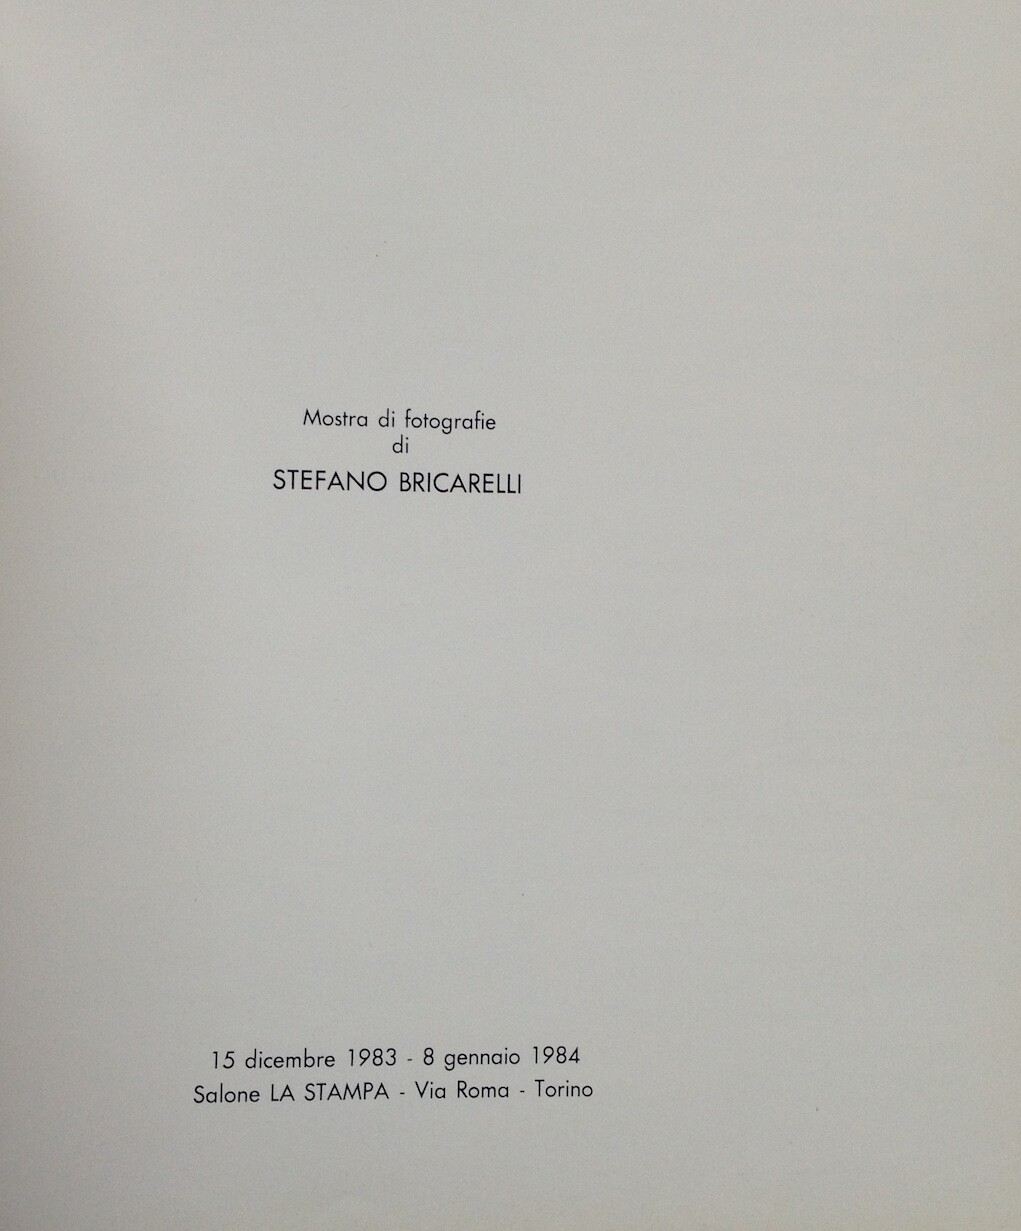 Mostra di fotografie
di
STEFANO BRICARELLI
15 dicembre 1983 - 8 gennaio 1984
Salone LA STAMPA - Via Roma - Torino